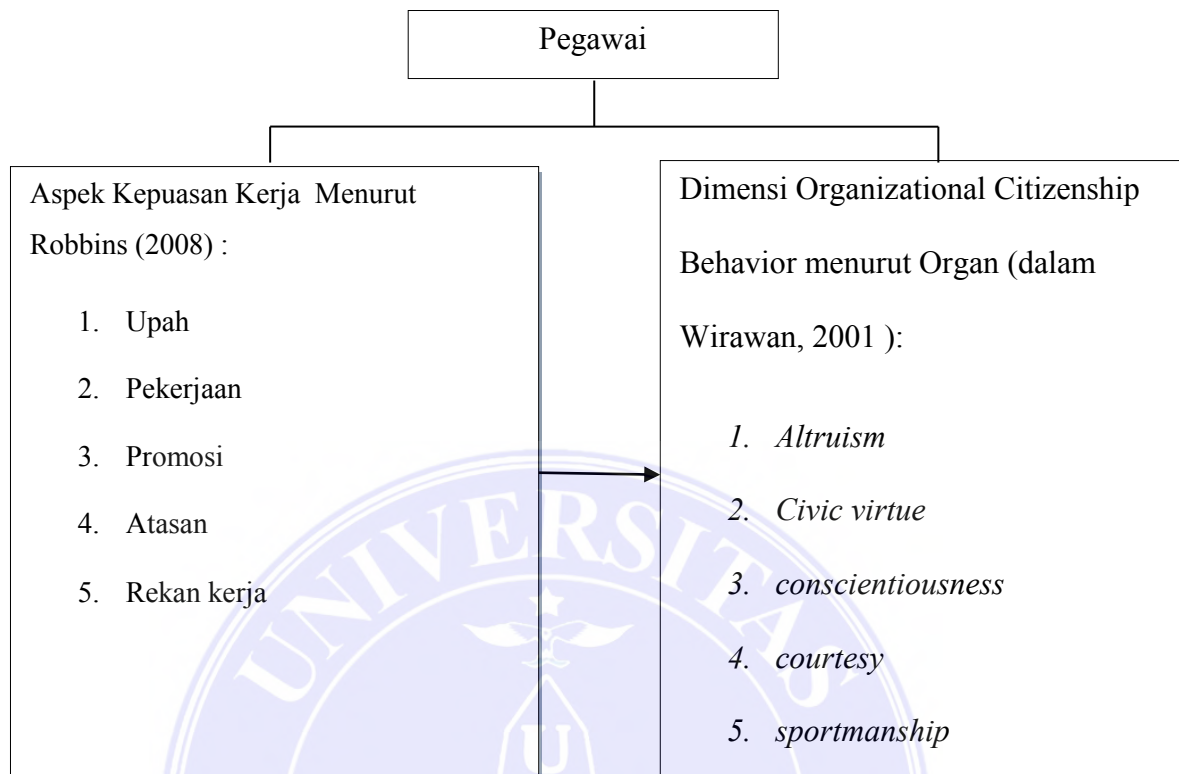 Pegawai
Aspek Kepuasan Kerja Menurut
Robbins (2008) :
1. Upah
2. Pekerjaan
3. Promosi
4. Atasan
5. Rekan kerja
Dimensi Organizational Citizenship
Behavior menurut Organ (dalam
Wirawan, 2001 ):
1. Altruism
2. Civic virtue
3. conscientiousness
4. courtesy
5. sportmanship
UNIVERSITAS
U